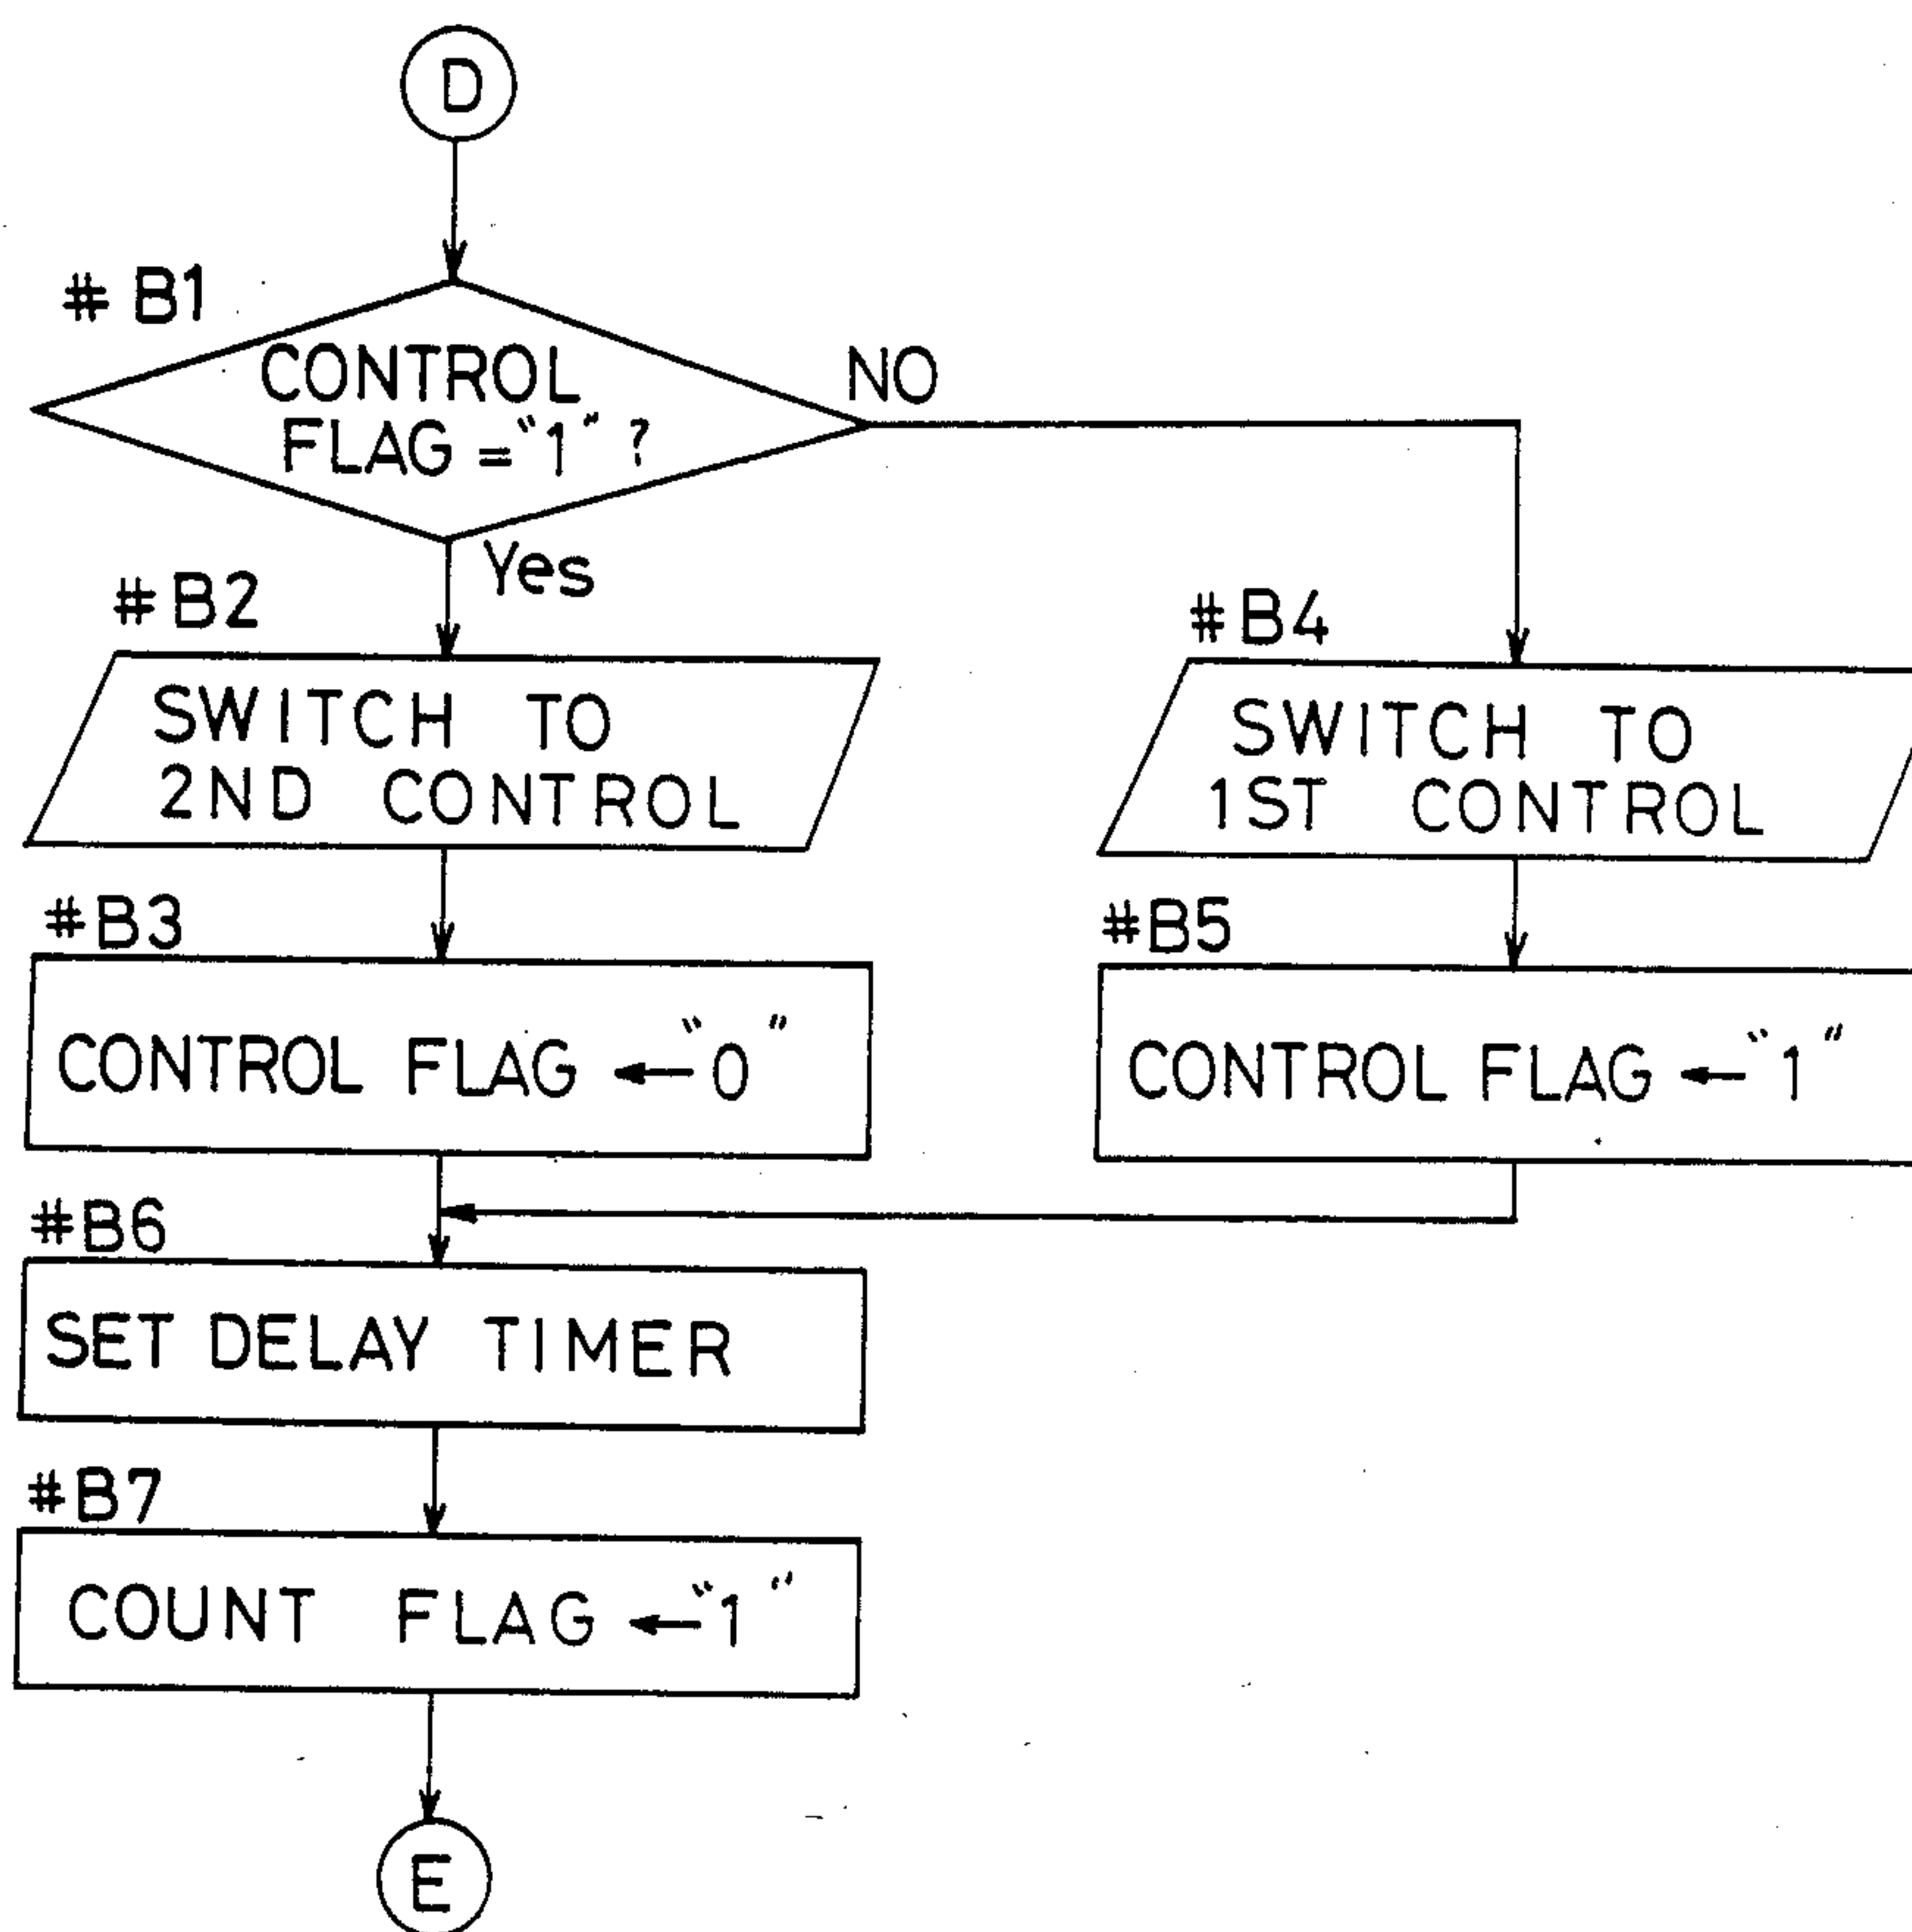 D
# B1
CONTROL
FLAG = "1" ?
NO
Yes
# B2
SWITCH TO
2ND CONTROL
#B4
SWITCH TO
1ST CONTROL
#B3
CONTROL FLAG ← "0"
#B5
CONTROL FLAG ← "1"
#B6
SET DELAY TIMER
#B7
COUNT FLAG ← "1"
E